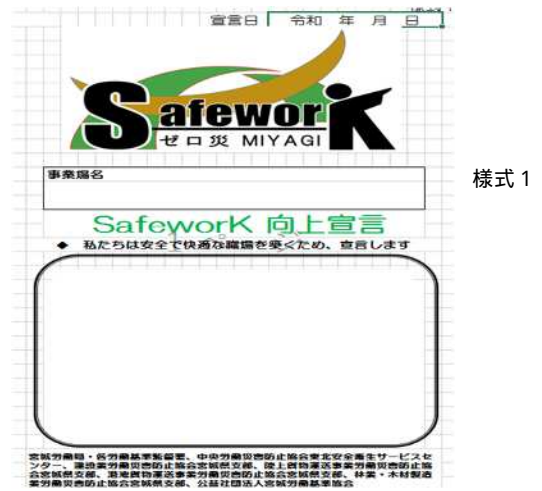 宣言日 令和 年 月 日
SafeworK
ゼロ災 MIYAGI
事業場名
様式1
SafeworK 向上宣言
◆ 私たちは安全で快適な職場を築くため、宣言します
宮城労働局・各労働基準監督署、中央労働災害防止協会東北安全衛生サービスセ
ンター、建設業労働災害防止協会宮城県支部、陸上貨物運送事業労働災害防止協
会宮城県支部、港湾貨物運送事業労働災害防止協会宮城県支部、林業・木材製造
業労働災害防止協会宮城県支部、公益社団法人宮城労働基準協会